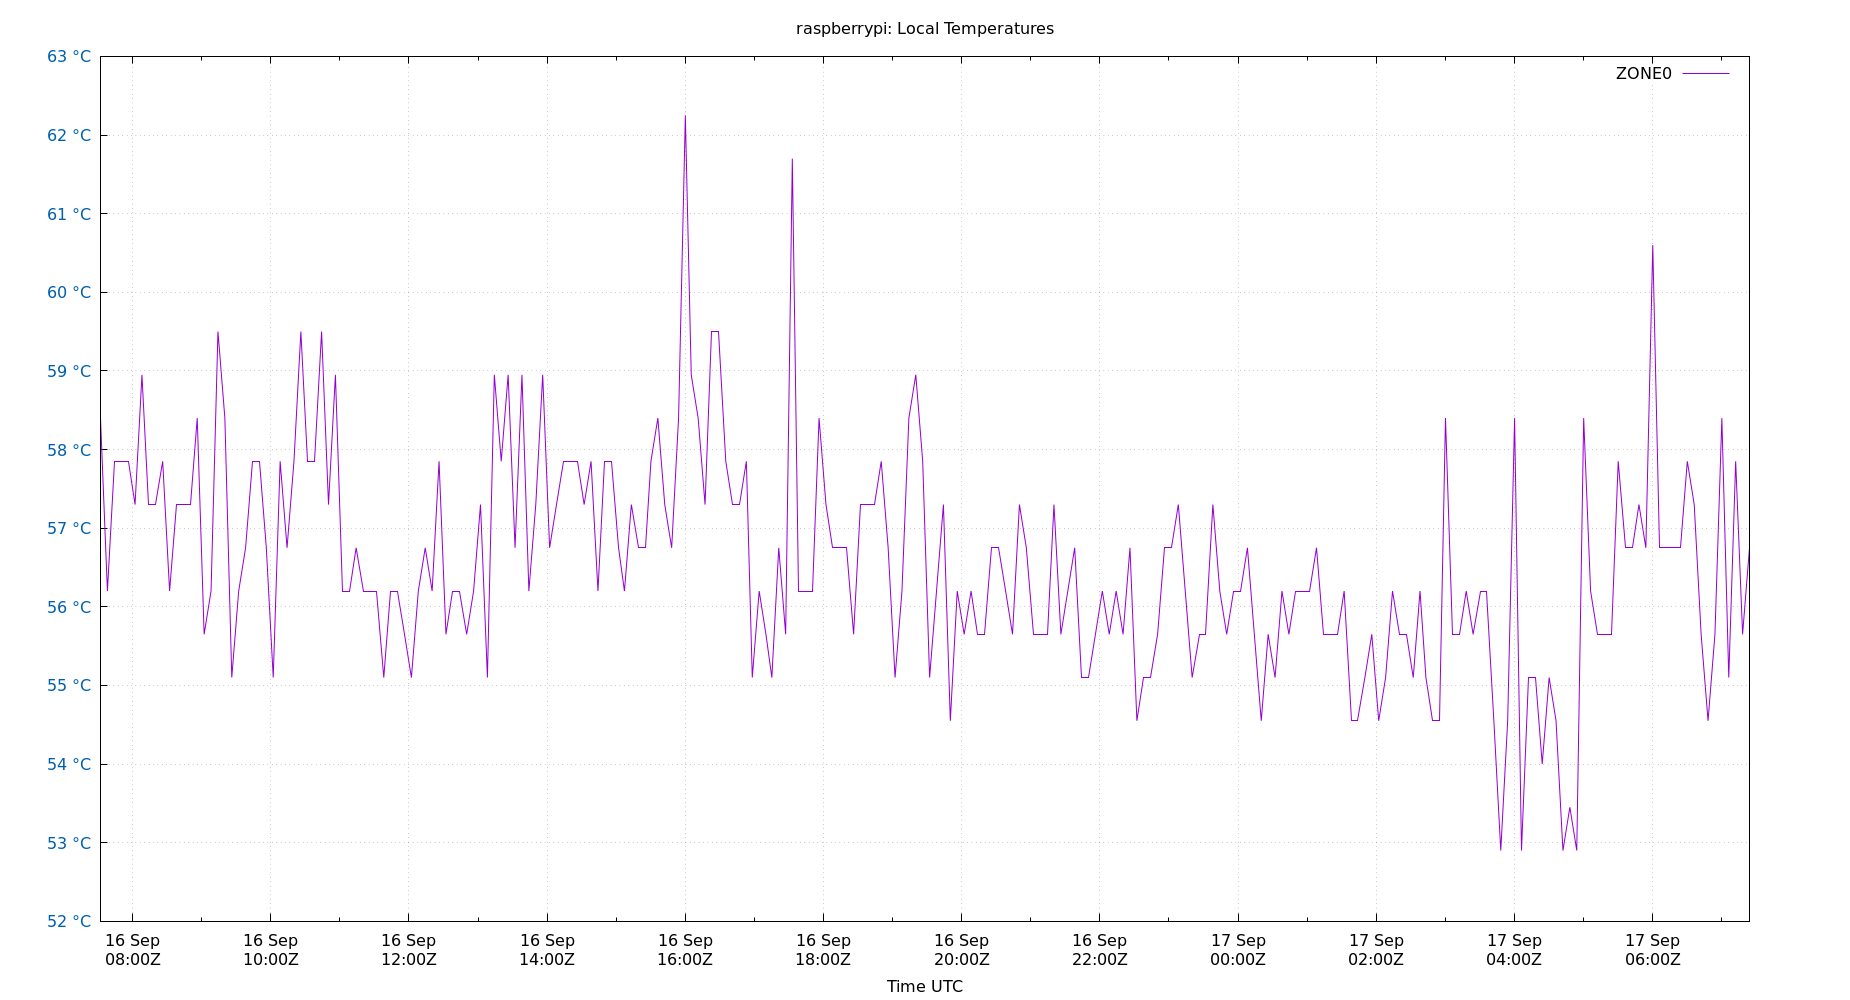 raspberrypi: Local Temperatures
63 °C
ZONE0
62 °C
61 °C
60 °C
59 °C
58 °C
57 °C
56 °C
55 °C
54 °C
53 °C
52 °C
16 Sep 16 Sep 16 Sep 16 Sep 16 Sep 16 Sep 16 Sep 16 Sep 17 Sep 17 Sep 17 Sep 17 Sep
08:00Z 10:00Z 12:00Z 14:00Z 16:00Z 18:00Z 20:00Z 22:00Z 00:00Z 02:00Z 04:00Z 06:00Z
Time UTC